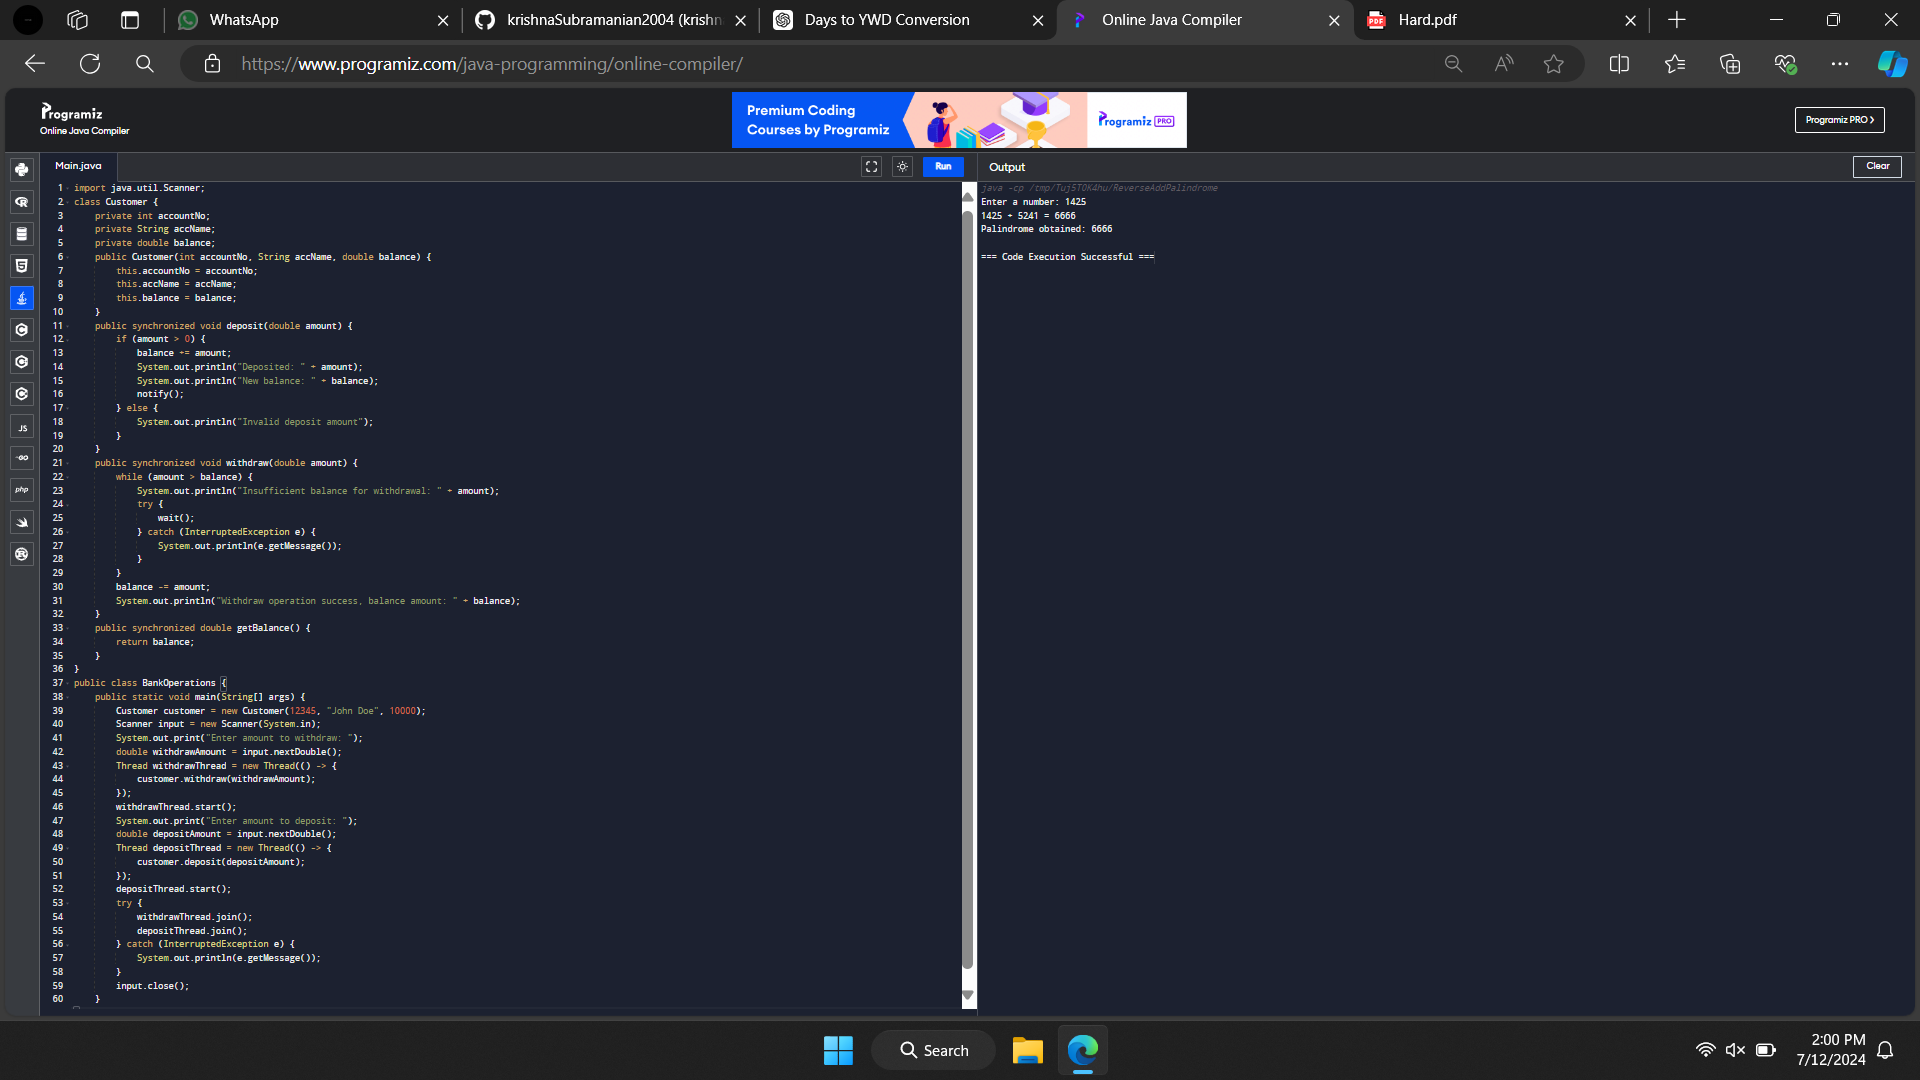 WhatsApp
krishnaSubramanian2004 (krishn
Days to YWD Conversion
Online Java Compiler
Hard.pdf
https://www.programiz.com/java-programming/online-compiler/
Programiz
Online Java Compiler
Premium Coding
Courses by Programiz
Programiz PRO
Programiz PRO >
Main.java
Run
Output
Clear
1 import java.util.Scanner;
2 class Customer {
3     private int accountNo;
4     private String accName;
5     private double balance;
6     public Customer(int accountNo, String accName, double balance) {
7         this.accountNo = accountNo;
8         this.accName = accName;
9         this.balance = balance;
10     }
11     public synchronized void deposit(double amount) {
12         if (amount > 0) {
13             balance += amount;
14             System.out.println("Deposited: " + amount);
15             System.out.println("New balance: " + balance);
16             notify();
17         } else {
18             System.out.println("Invalid deposit amount");
19         }
20     }
21     public synchronized void withdraw(double amount) {
22         while (amount > balance) {
23             System.out.println("Insufficient balance for withdrawal: " + amount);
24             try {
25                 wait();
26             } catch (InterruptedException e) {
27                 System.out.println(e.getMessage());
28             }
29         }
30         balance -= amount;
31         System.out.println("Withdraw operation success, balance amount: " + balance);
32     }
33     public synchronized double getBalance() {
34         return balance;
35     }
36 }
37 public class BankOperations {
38     public static void main(String[] args) {
39         Customer customer = new Customer(12345, "John Doe", 10000);
40         Scanner input = new Scanner(System.in);
41         System.out.print("Enter amount to withdraw: ");
42         double withdrawAmount = input.nextDouble();
43         Thread withdrawThread = new Thread(() -> {
44             customer.withdraw(withdrawAmount);
45         });
46         withdrawThread.start();
47         System.out.print("Enter amount to deposit: ");
48         double depositAmount = input.nextDouble();
49         Thread depositThread = new Thread(() -> {
50             customer.deposit(depositAmount);
51         });
52         depositThread.start();
53         try {
54             withdrawThread.join();
55             depositThread.join();
56         } catch (InterruptedException e) {
57             System.out.println(e.getMessage());
58         }
59         input.close();
60     }
java -cp /tmp/Tuj5TOK4hu/ReverseAddPalindrome
Enter a number: 1425
1425 + 5241 = 6666
Palindrome obtained: 6666
=== Code Execution Successful ===
JS
GO
php
Search
2:00 PM
7/12/2024